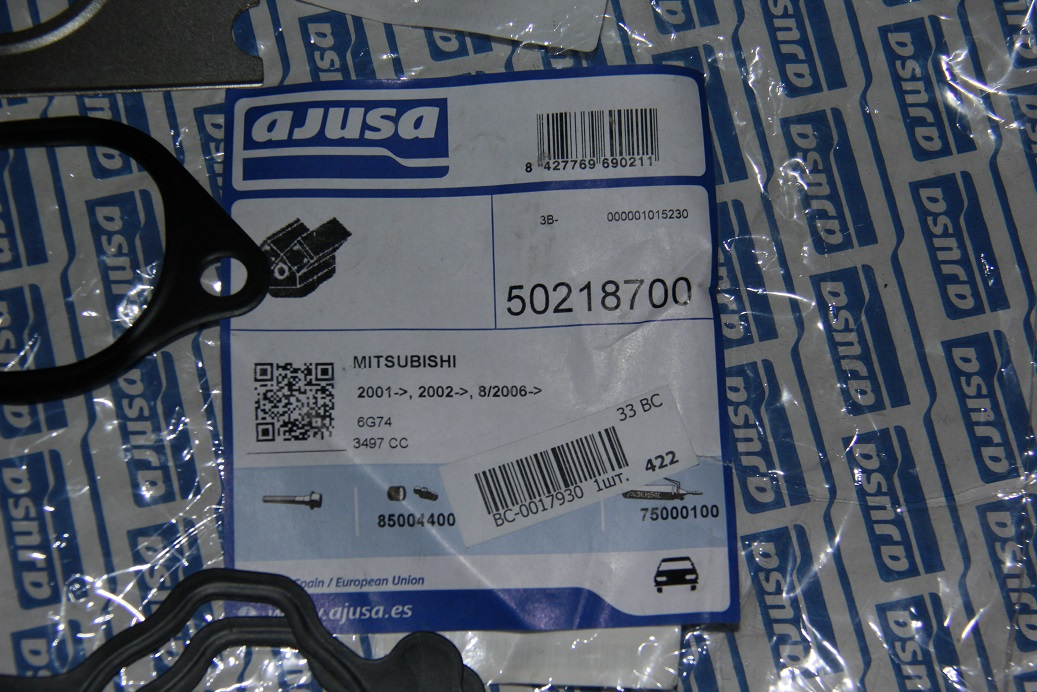 ajusa
8 427769 690211
3B- 000001015230
50218700
MITSUBISHI
2001->, 2002->, 8/2006->
6G74
3497 CC
33 BC
422
BC-0017930 1шт.
85004400
75000100
/ European Union
.ajusa.es